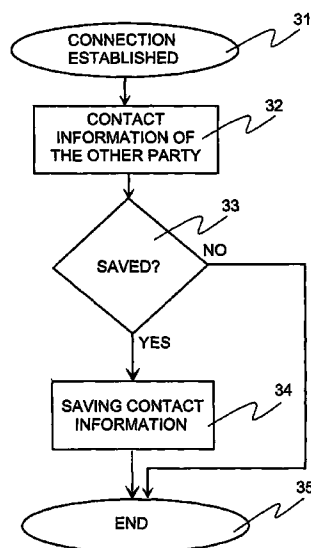 CONNECTION
ESTABLISHED
31
CONTACT
INFORMATION OF
THE OTHER PARTY
32
SAVED?
33
NO
YES
SAVING CONTACT
INFORMATION
34
END
35